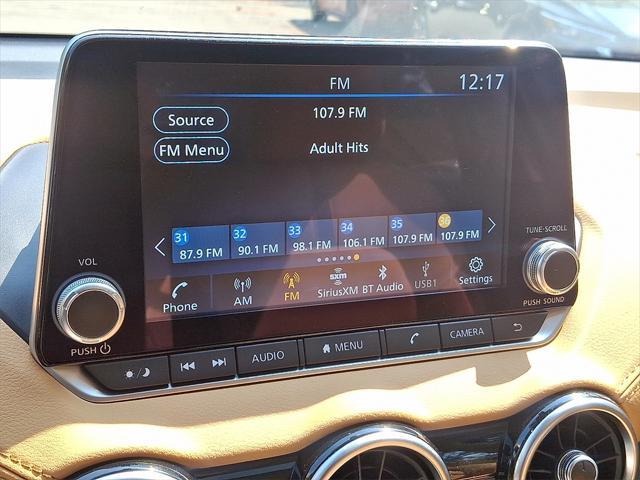 FM 12:17
107.9 FM
Source
FM Menu
Adult Hits
31 32 33 34 35 36
87.9 FM 90.1 FM 98.1 FM 106.1 FM 107.9 FM 107.9 FM
Phone AM FM sxm SiriusXM BT Audio USB1 Settings
VOL
PUSH
TUNE·SCROLL
PUSH SOUND
AUDIO MENU CAMERA